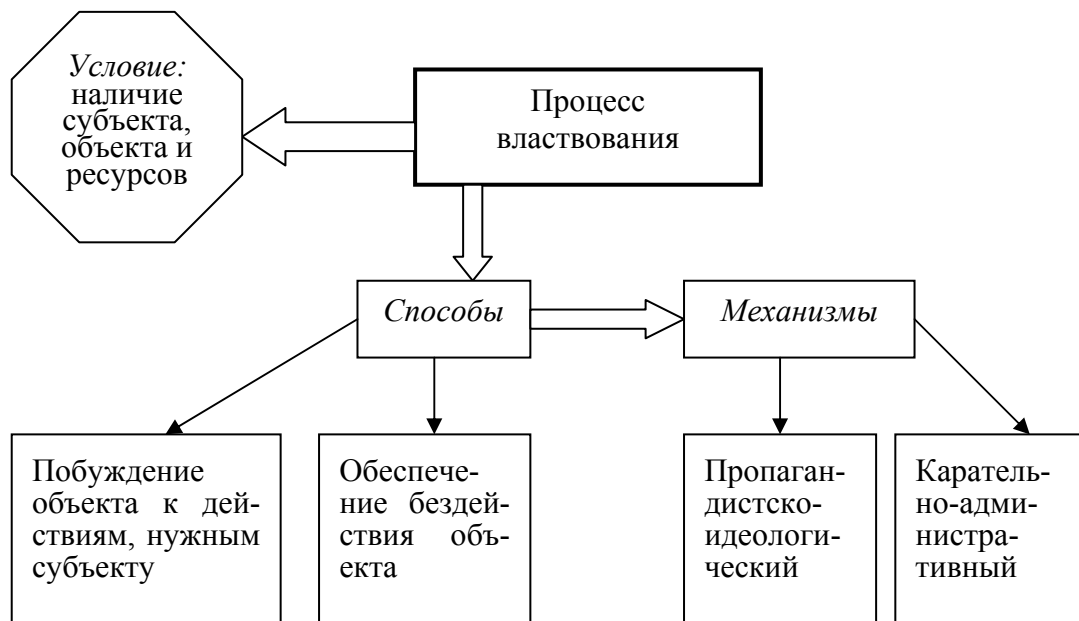 Условие:
наличие
субъекта,
объекта и
ресурсов
Процесс
властвования
Способы
Механизмы
Побуждение
объекта к дей-
ствиям, нужным
субъекту
Обеспече-
ние бездей-
ствия объ-
екта
Пропаган-
дистско-
идеологи-
ческий
Каратель-
но-адми-
нистра-
тивный